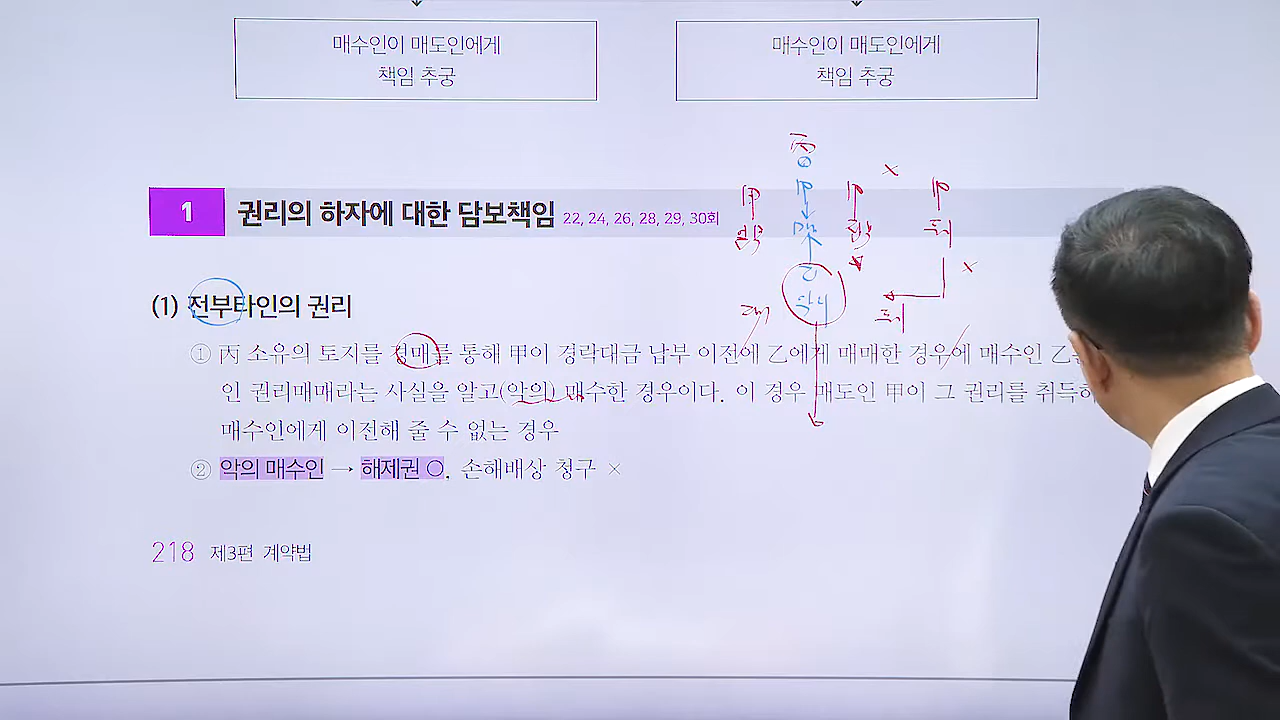 매수인이 매도인에게
책임 추궁
매수인이 매도인에게
책임 추궁
1 권리의 하자에 대한 담보책임 22, 24, 26, 28, 29, 30회
(1) 전부타인의 권리
① 丙 소유의 토지를 경매를 통해 甲이 경락대금 납부 이전에 乙에게 매매한 경우에 매수인 乙
인 권리매매라는 사실을 알고(악의) 매수한 경우이다. 이 경우 매도인 甲이 그 권리를 취득하
매수인에게 이전해 줄 수 없는 경우
② 악의 매수인 → 해제권 ○, 손해배상 청구 ×
218 제3편 계약법